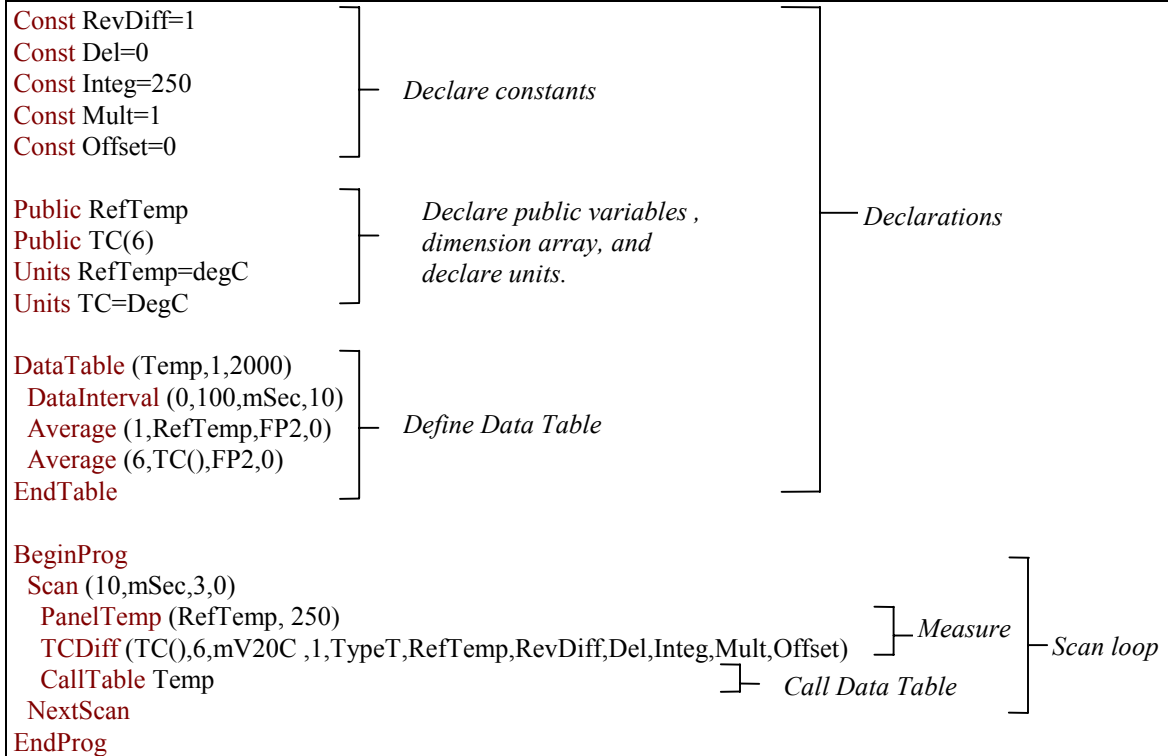 Const RevDiff=1
Const Del=0
Const Integ=250
Const Mult=1
Const Offset=0
Declare constants
Public RefTemp
Public TC(6)
Units RefTemp=degC
Units TC=DegC
Declare public variables ,
dimension array, and
declare units.
Declarations
DataTable (Temp,1,2000)
DataInterval (0,100,mSec,10)
Average (1,RefTemp,FP2,0)
Average (6,TC(),FP2,0)
EndTable
Define Data Table
BeginProg
Scan (10,mSec,3,0)
PanelTemp (RefTemp, 250)
TCDiff (TC(),6,mV20C ,1,TypeT,RefTemp,RevDiff,Del,Integ,Mult,Offset)
Measure
CallTable Temp
Call Data Table
Scan loop
NextScan
EndProg